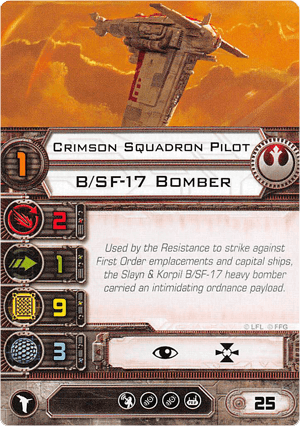 Crimson Squadron Pilot
1
B/SF-17 Bomber
2
1
9
3
Used by the Resistance to strike against
First Order emplacements and capital ships,
the Slayn & Korpil B/SF-17 heavy bomber
carried an intimidating ordnance payload.
© LFL © FFG
25